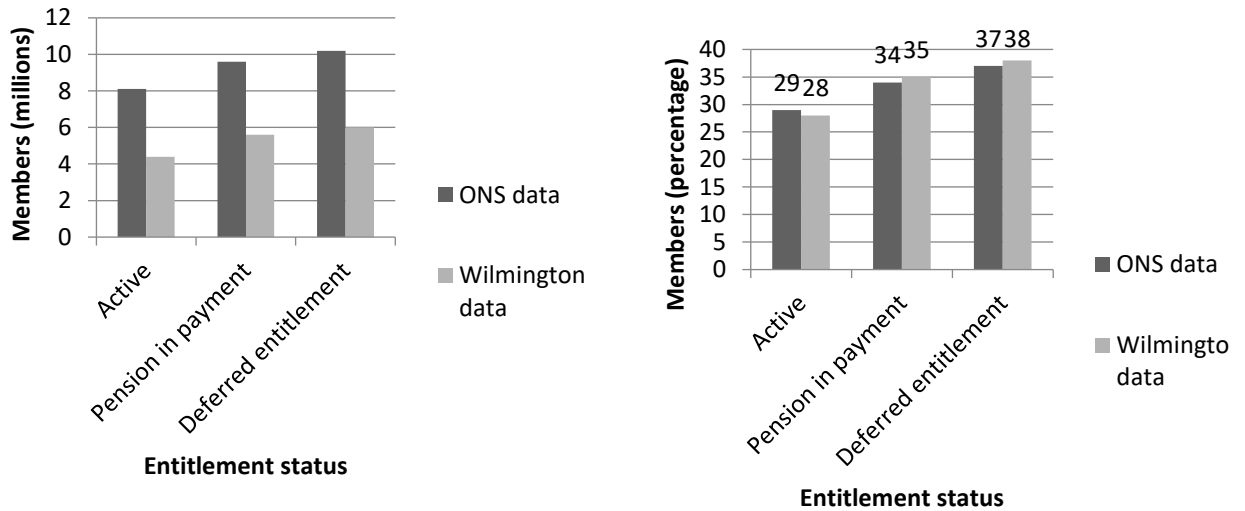 12
10
8
6
4
2
0
Members (millions)
Active
Pension in payment
Deferred entitlement
Entitlement status
ONS data
Wilmington
data
40
35
30
25
20
15
10
5
0
Members (percentage)
29 28
34 35
37 38
Active
Pension in payment
Deferred entitlement
Entitlement status
ONS data
Wilmingto
data